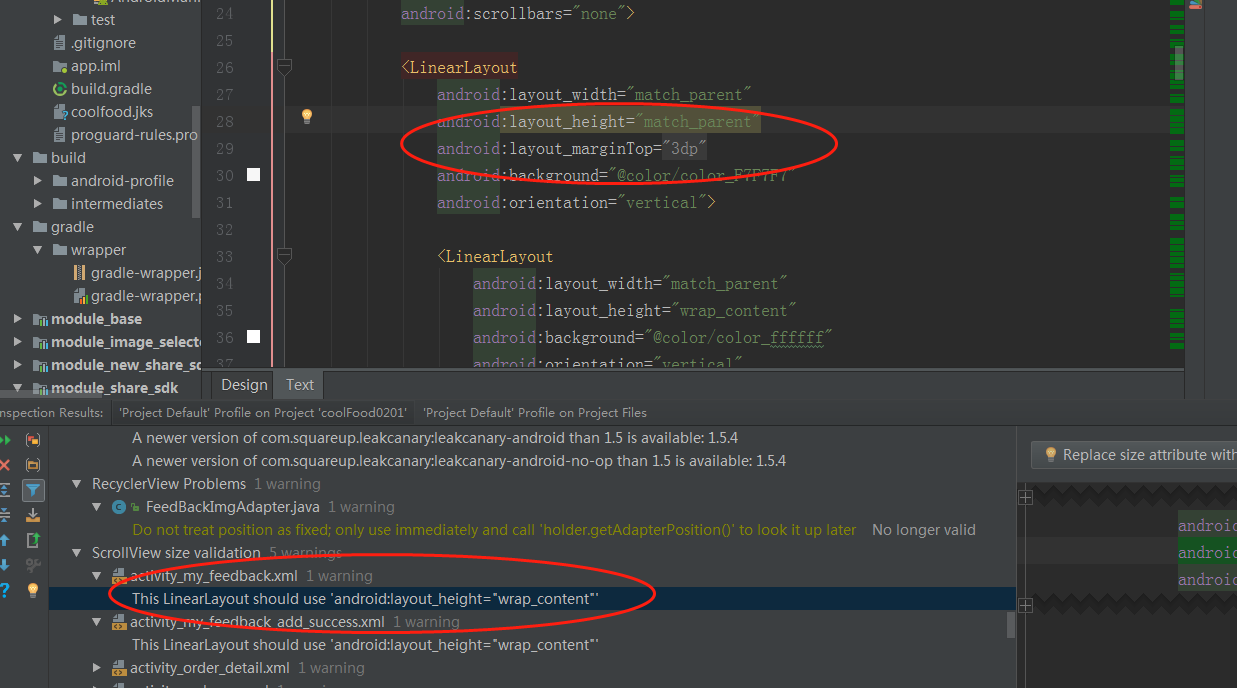 test
.gitignore
app.iml
build.gradle
coolfood.jks
proguard-rules.pro
build
android-profile
intermediates
gradle
wrapper
gradle-wrapper.j
gradle-wrapper.p
module_base
module_image_selecto
module_new_share_sd
module_share_sdk
24 android:scrollbars="none">
25
26 <LinearLayout
27 android:layout_width="match_parent"
28 android:layout_height="match_parent"
29 android:layout_marginTop="3dp"
30 android:background="@color/color_F7F7F7"
31 android:orientation="vertical">
32
33 <LinearLayout
34 android:layout_width="match_parent"
35 android:layout_height="wrap_content"
36 android:background="@color/color_ffffff"
37 android:orientation="vertical"
Design Text
nspection Results: 'Project Default' Profile on Project 'coolFood0201' 'Project Default' Profile on Project Files
A newer version of com.squareup.leakcanary:leakcanary-android than 1.5 is available: 1.5.4
A newer version of com.squareup.leakcanary:leakcanary-android-no-op than 1.5 is available: 1.5.4
RecyclerView Problems 1 warning
FeedBackImgAdapter.java 1 warning
Do not treat position as fixed; only use immediately and call 'holder.getAdapterPosition()' to look it up later No longer valid
ScrollView size validation 5 warnings
activity_my_feedback.xml 1 warning
This LinearLayout should use 'android:layout_height="wrap_content"'
activity_my_feedback_add_success.xml 1 warning
This LinearLayout should use 'android:layout_height="wrap_content"'
activity_order_detail.xml 1 warning
Replace size attribute with
android
android
android